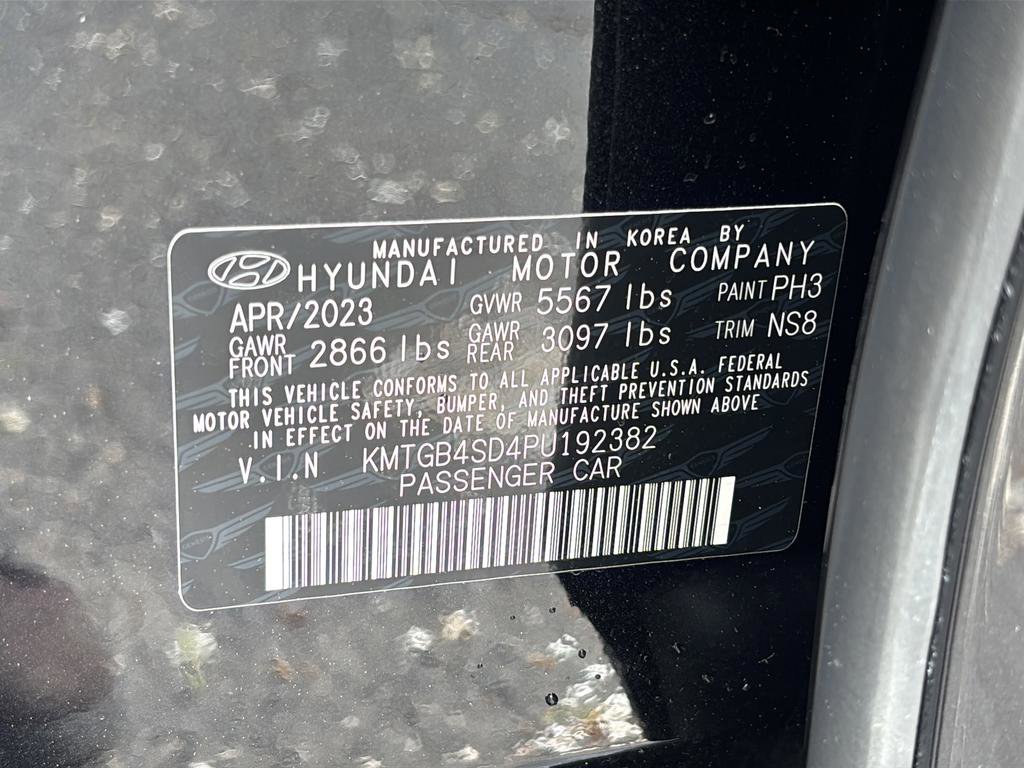 MANUFACTURED IN KOREA BY
HYUNDAI MOTOR COMPANY
APR/2023 GVWR 5567 lbs PAINT PH3
GAWR FRONT 2866 lbs GAWR REAR 3097 lbs TRIM NS8
THIS VEHICLE CONFORMS TO ALL APPLICABLE U.S.A. FEDERAL
MOTOR VEHICLE SAFETY, BUMPER, AND THEFT PREVENTION STANDARDS
IN EFFECT ON THE DATE OF MANUFACTURE SHOWN ABOVE
V.I.N KMTGB4SD4PU192382
PASSENGER CAR